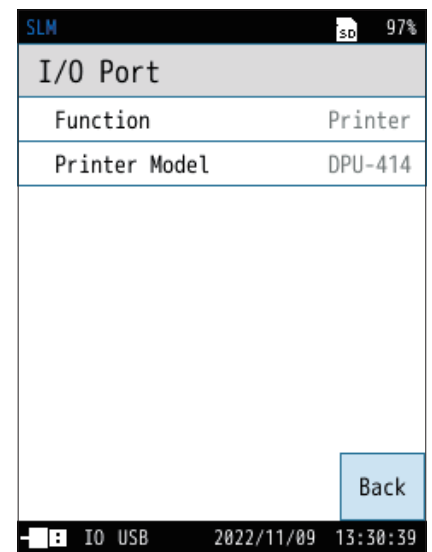 SLM SD 97%
I/O Port
Function Printer
Printer Model DPU-414
Back
IO USB 2022/11/09 13:30:39